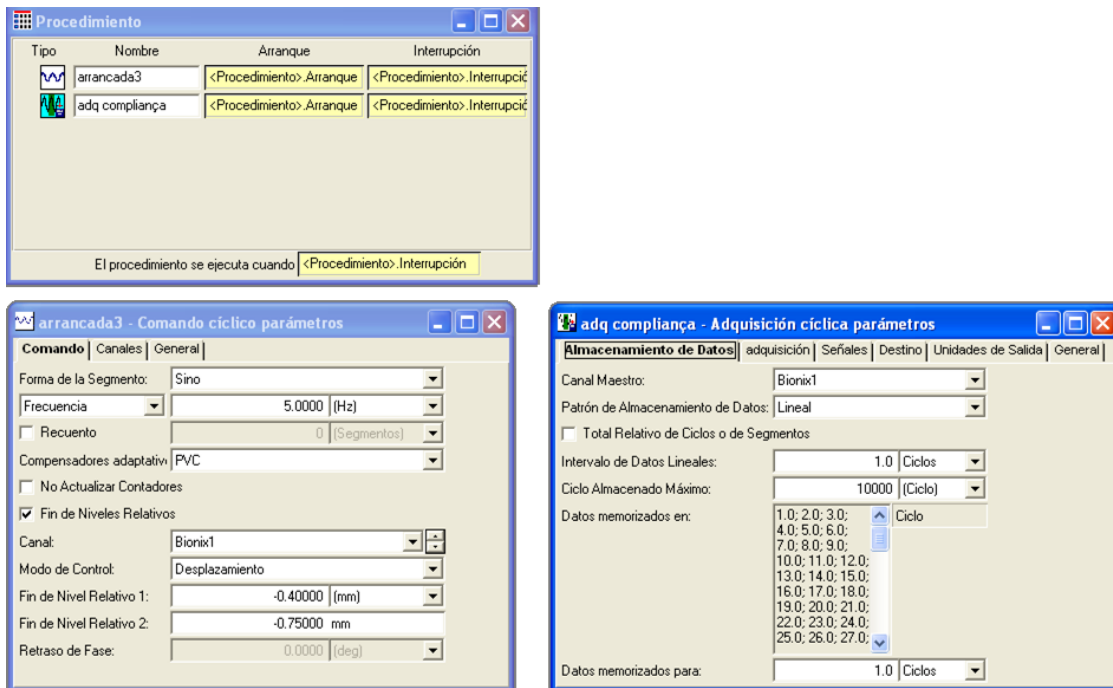 Procedimiento
Tipo Nombre Arranque Interrupción
arrancada3 <Procedimiento>.Arranque <Procedimiento>.Interrupció
adq compliança <Procedimiento>.Arranque <Procedimiento>.Interrupció
El procedimiento se ejecuta cuando <Procedimiento>.Interrupción
arrancada3 - Comando cíclico parámetros
Comando Canales General
Forma de la Segmento: Sino
Frecuencia 5.0000 (Hz)
Recuento 0 (Segmentos)
Compensadores adaptativ PVC
No Actualizar Contadores
Fin de Niveles Relativos
Canal: Bionix1
Modo de Control: Desplazamiento
Fin de Nivel Relativo 1: -0.40000 (mm)
Fin de Nivel Relativo 2: -0.75000 mm
Retraso de Fase: 0.0000 (deg)
adq compliança - Adquisición cíclica parámetros
Almacenamiento de Datos adquisición Señales Destino Unidades de Salida General
Canal Maestro: Bionix1
Patrón de Almacenamiento de Datos: Lineal
Total Relativo de Ciclos o de Segmentos
Intervalo de Datos Lineales: 1.0 Ciclos
Ciclo Almacenado Máximo: 10000 (Ciclo)
Datos memorizados en: 1.0; 2.0; 3.0; Ciclo
4.0; 5.0; 6.0;
7.0; 8.0; 9.0;
10.0; 11.0; 12.0;
13.0; 14.0; 15.0;
16.0; 17.0; 18.0;
19.0; 20.0; 21.0;
22.0; 23.0; 24.0;
25.0; 26.0; 27.0;
Datos memorizados para: 1.0 Ciclos